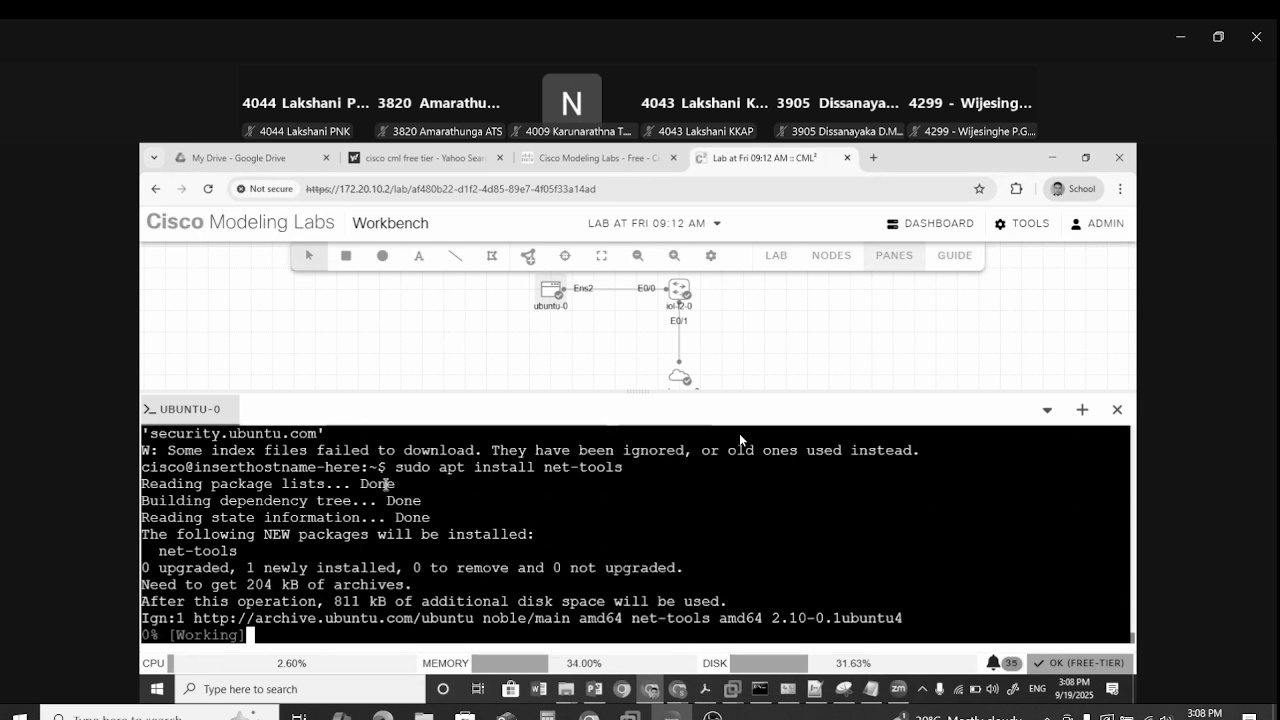 4044 Lakshani P... 3820 Amarathu... N 4043 Lakshani K... 3905 Dissanaya... 4299 - Wijesing...
4044 Lakshani PNK 3820 Amarathunga ATS 4009 Karunarathna T... 4043 Lakshani KKAP 3905 Dissanayaka D.M... 4299 - Wijesinghe P.G....
My Drive - Google Drive cisco cml free tier - Yahoo Sear Cisco Modeling Labs - Free - C Lab at Fri 09:12 AM :: CML²
Not secure https://172.20.10.2/lab/af480b22-d1f2-4d85-89e7-4f05f33a14ad School
Cisco Modeling Labs Workbench LAB AT FRI 09:12 AM DASHBOARD TOOLS ADMIN
A LAB NODES PANES GUIDE
Ens2 E0/0
ubuntu-0 iol-l2-0
E0/1
UBUNTU-0
'security.ubuntu.com'
W: Some index files failed to download. They have been ignored, or old ones used instead.
cisco@inserthostname-here:~$ sudo apt install net-tools
Reading package lists... Done
Building dependency tree... Done
Reading state information... Done
The following NEW packages will be installed:
net-tools
0 upgraded, 1 newly installed, 0 to remove and 0 not upgraded.
Need to get 204 kB of archives.
After this operation, 811 kB of additional disk space will be used.
Ign:1 http://archive.ubuntu.com/ubuntu noble/main amd64 net-tools amd64 2.10-0.1ubuntu4
0% [Working]
CPU 2.60% MEMORY 34.00% DISK 31.63% 35 OK (FREE-TIER)
Type here to search ENG 3:08 PM
9/19/2025
Type here to search Mostly cloudy 3:08 PM